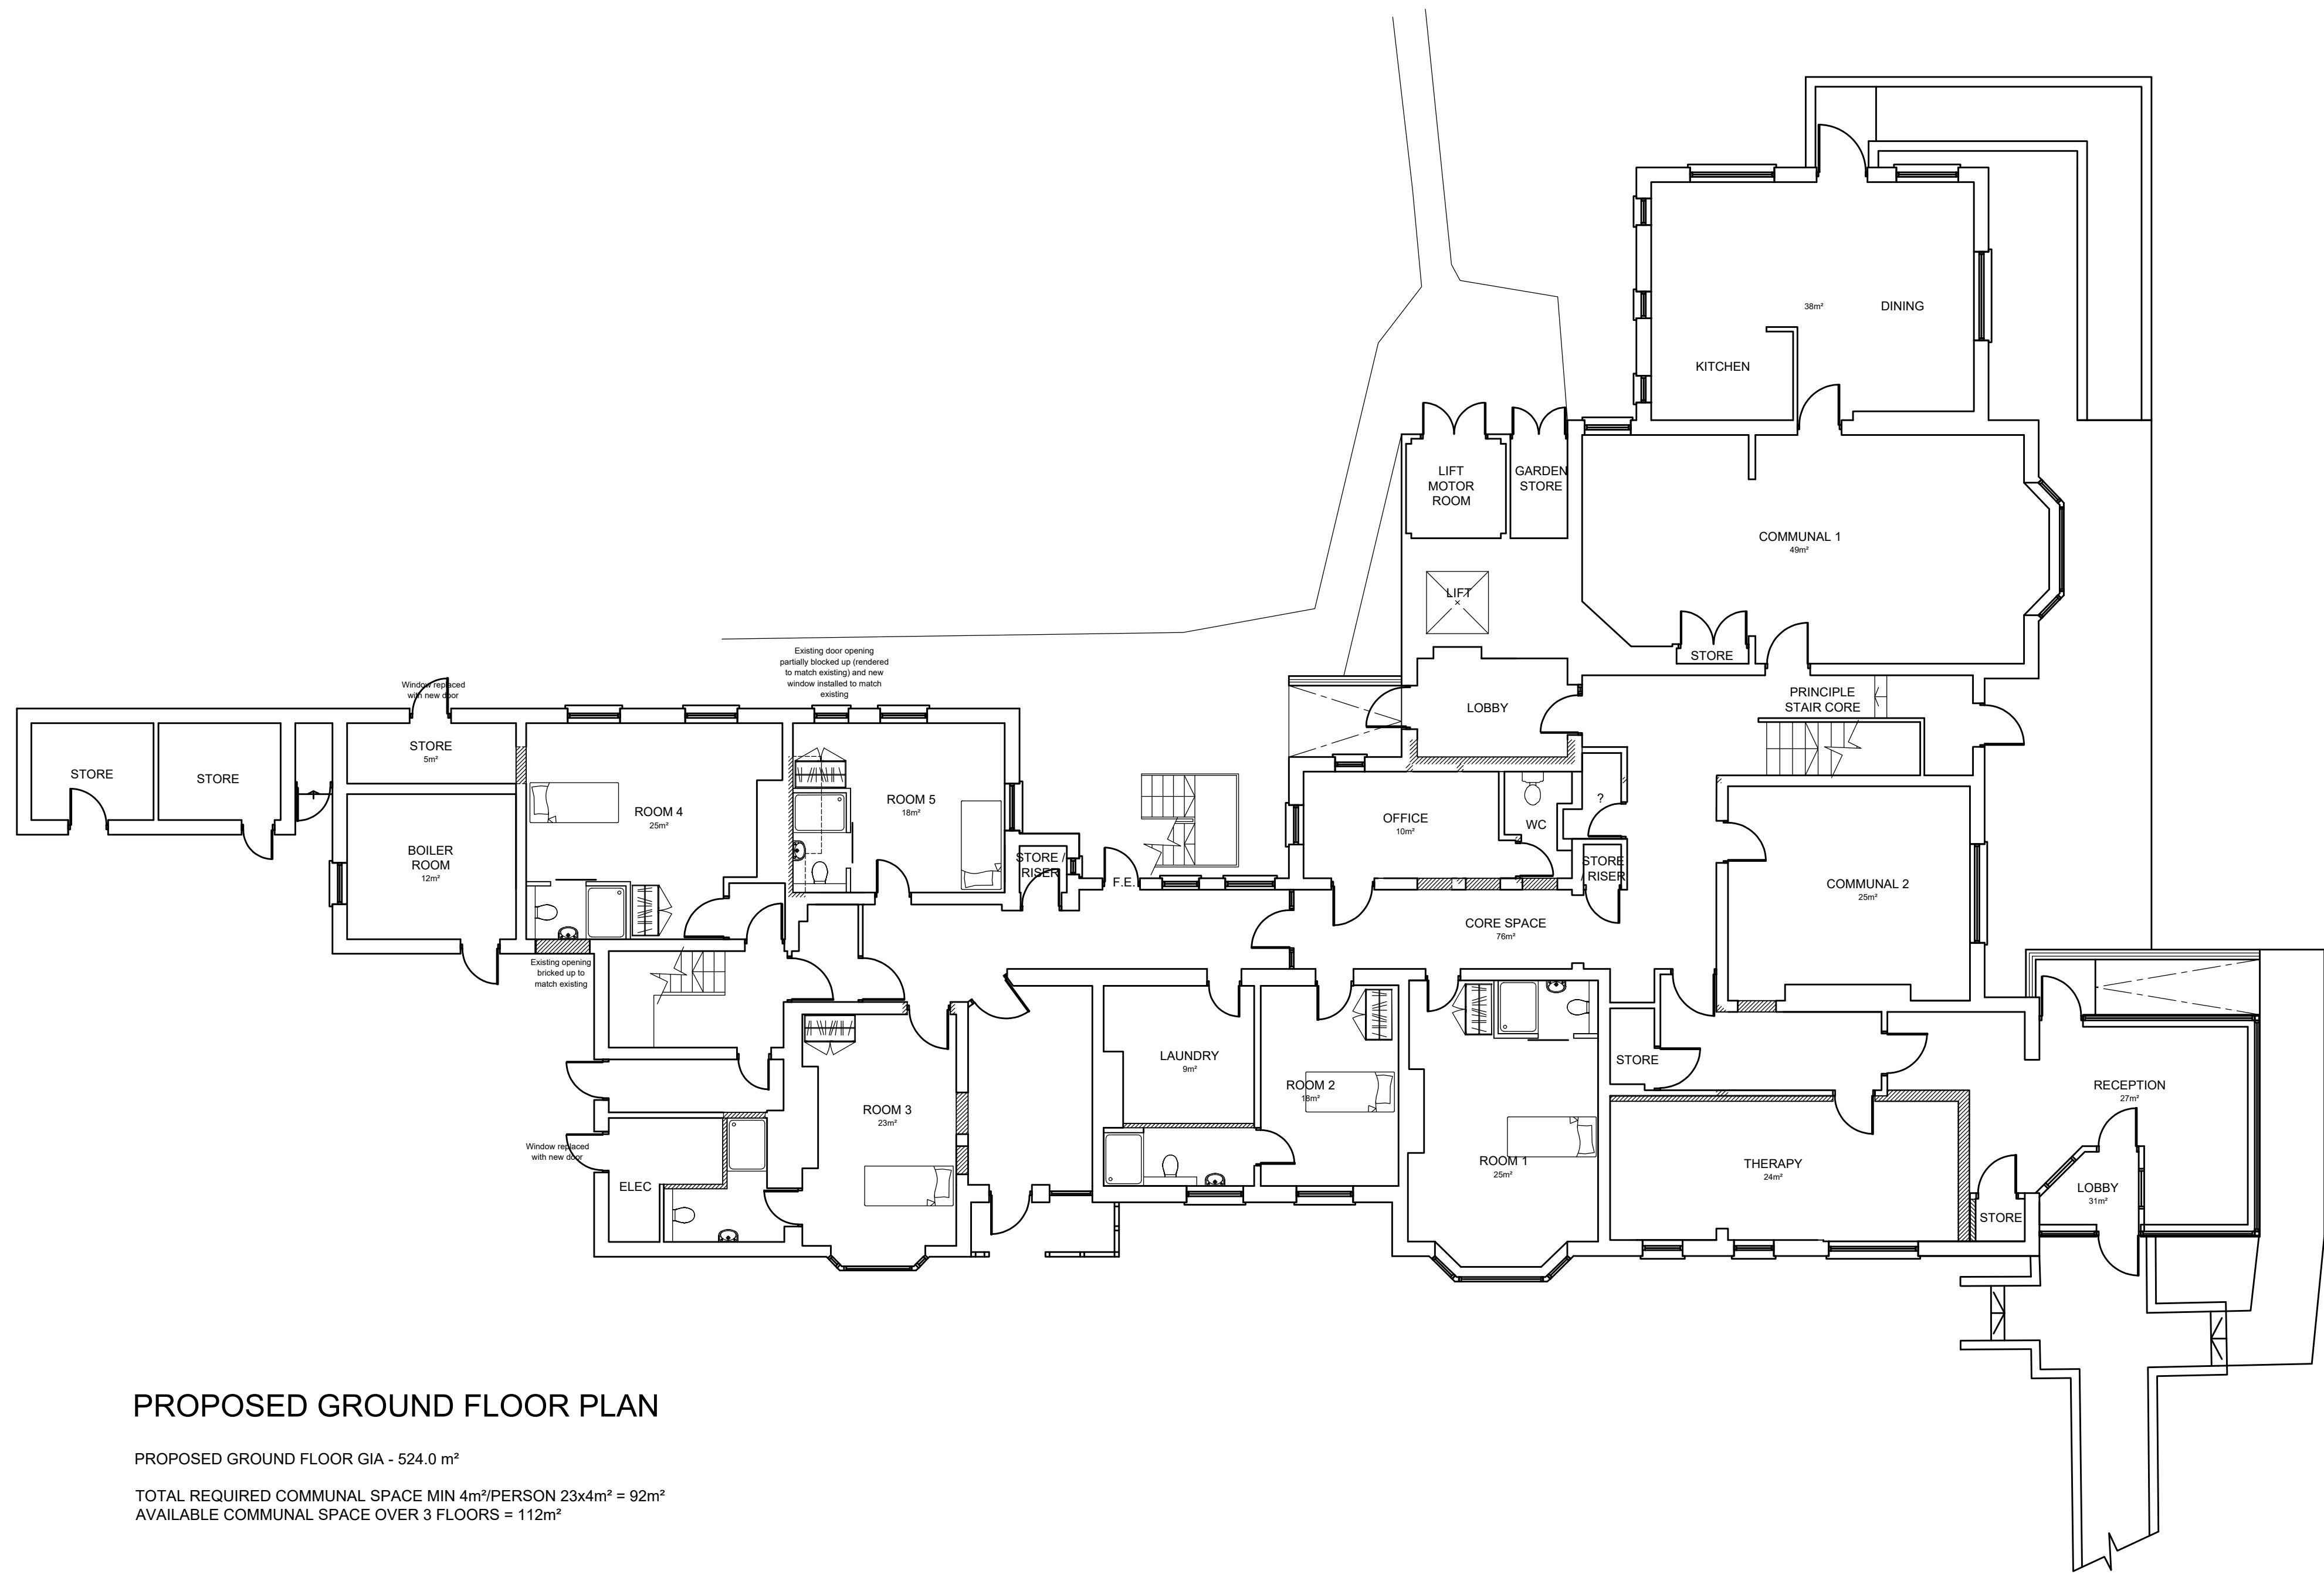 38m²
DINING
KITCHEN
LIFT
MOTOR
ROOM
GARDEN
STORE
COMMUNAL 1
49m²
LIFT
STORE
Existing door opening
partially blocked up (rendered
to match existing) and new
window installed to match
existing
Window replaced
with new door
PRINCIPLE
STAIR CORE
LOBBY
STORE
5m²
STORE
STORE
ROOM 4
25m²
ROOM 5
18m²
?
OFFICE
10m²
WC
BOILER
ROOM
12m²
STORE /
RISER
F.E.
STORE
/ RISER
COMMUNAL 2
25m²
CORE SPACE
76m²
Existing opening
bricked up to
match existing
LAUNDRY
9m²
STORE
ROOM 2
18m²
RECEPTION
27m²
ROOM 3
23m²
Window replaced
with new door
ROOM 1
25m²
THERAPY
24m²
ELEC
LOBBY
31m²
STORE
PROPOSED GROUND FLOOR PLAN
PROPOSED GROUND FLOOR GIA - 524.0 m²
TOTAL REQUIRED COMMUNAL SPACE MIN 4m²/PERSON 23x4m² = 92m²
AVAILABLE COMMUNAL SPACE OVER 3 FLOORS = 112m²